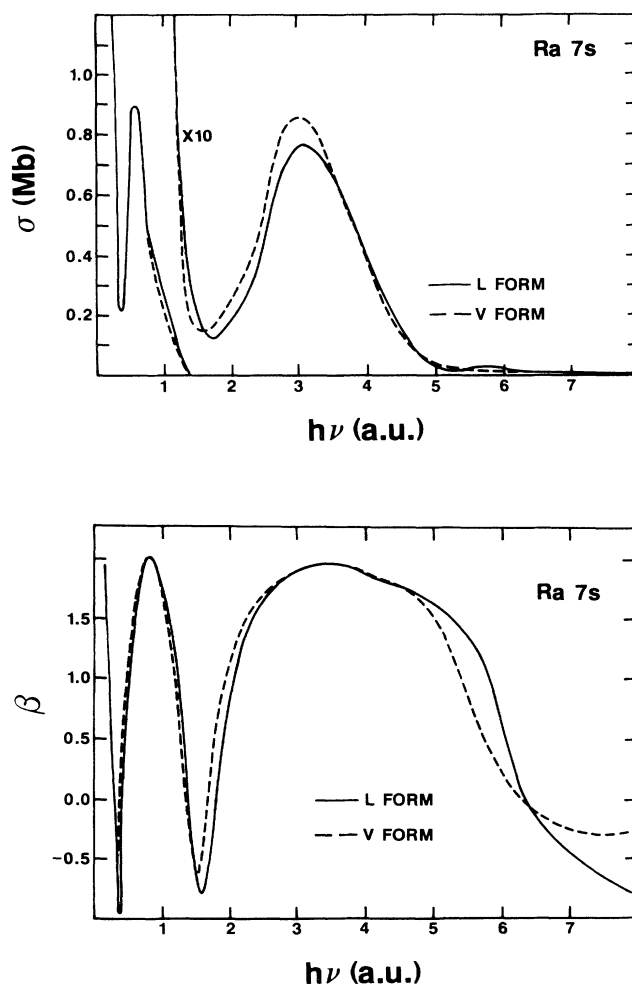 Ra 7s
1.0
X10
0.8
σ (Mb)
0.6
0.4
L FORM
V FORM
0.2
1 2 3 4 5 6 7
hν (a.u.)
Ra 7s
1.5
1.0
β
0.5
0.0
L FORM
V FORM
−0.5
1 2 3 4 5 6 7
hν (a.u.)